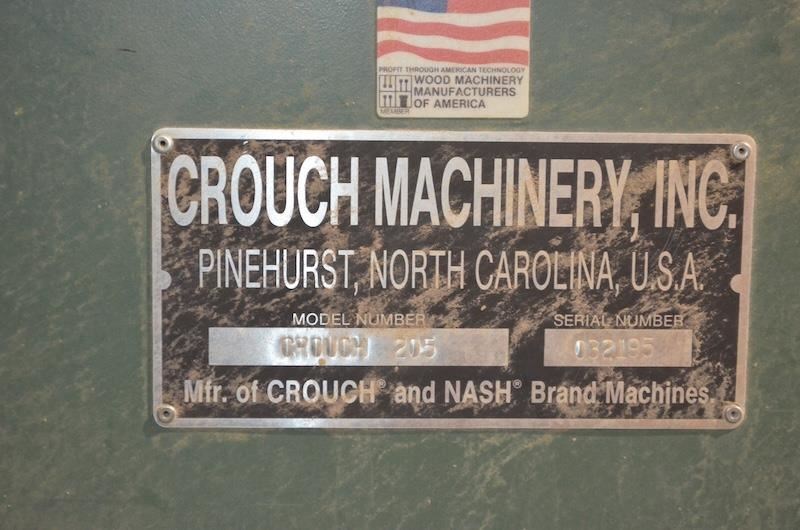 PROFIT THROUGH AMERICAN TECHNOLOGY
WOOD MACHINERY
MANUFACTURERS
OF AMERICA
MEMBER
CROUCH MACHINERY, INC.
PINEHURST, NORTH CAROLINA, U.S.A.
MODEL NUMBER SERIAL NUMBER
CROUCH 205 032195
Mfr. of CROUCH® and NASH® Brand Machines.